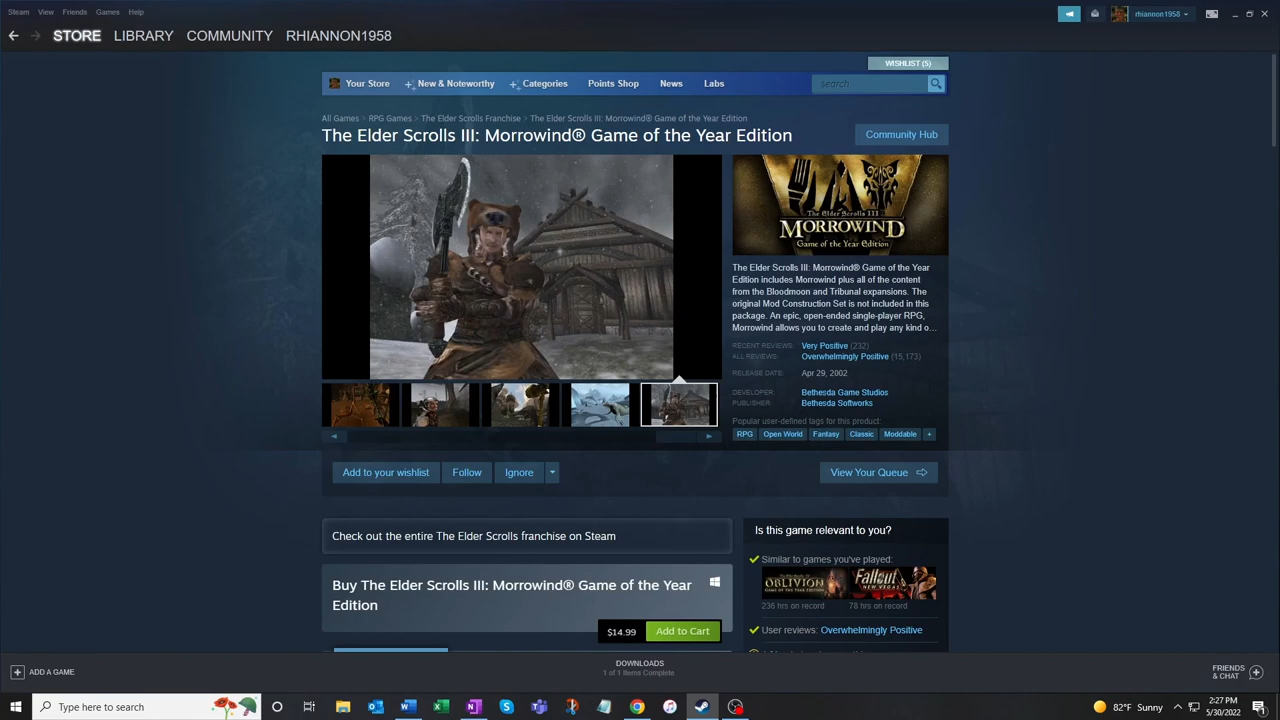 Steam View Friends Games Help
rhiannon1958
STORE LIBRARY COMMUNITY RHIANNON1958
WISHLIST (5)
Your Store New & Noteworthy Categories Points Shop News Labs search
All Games > RPG Games > The Elder Scrolls Franchise > The Elder Scrolls III: Morrowind® Game of the Year Edition
The Elder Scrolls III: Morrowind® Game of the Year Edition
Community Hub
The Elder Scrolls III
MORROWIND
Game of the Year Edition
The Elder Scrolls III: Morrowind® Game of the Year
Edition includes Morrowind plus all of the content
from the Bloodmoon and Tribunal expansions. The
original Mod Construction Set is not included in this
package. An epic, open-ended single-player RPG,
Morrowind allows you to create and play any kind o...
RECENT REVIEWS: Very Positive (232)
ALL REVIEWS: Overwhelmingly Positive (15,173)
RELEASE DATE: Apr 29, 2002
DEVELOPER: Bethesda Game Studios
PUBLISHER: Bethesda Softworks
Popular user-defined tags for this product:
RPG Open World Fantasy Classic Moddable +
Add to your wishlist Follow Ignore
View Your Queue
Check out the entire The Elder Scrolls franchise on Steam
Buy The Elder Scrolls III: Morrowind® Game of the Year
Edition
$14.99 Add to Cart
Is this game relevant to you?
Similar to games you've played:
OBLIVION
Fallout
NEW VEGAS
236 hrs on record 78 hrs on record
User reviews: Overwhelmingly Positive
ADD A GAME
DOWNLOADS
1 of 1 Items Complete
FRIENDS
& CHAT
Type here to search
82°F Sunny
2:27 PM
5/30/2022